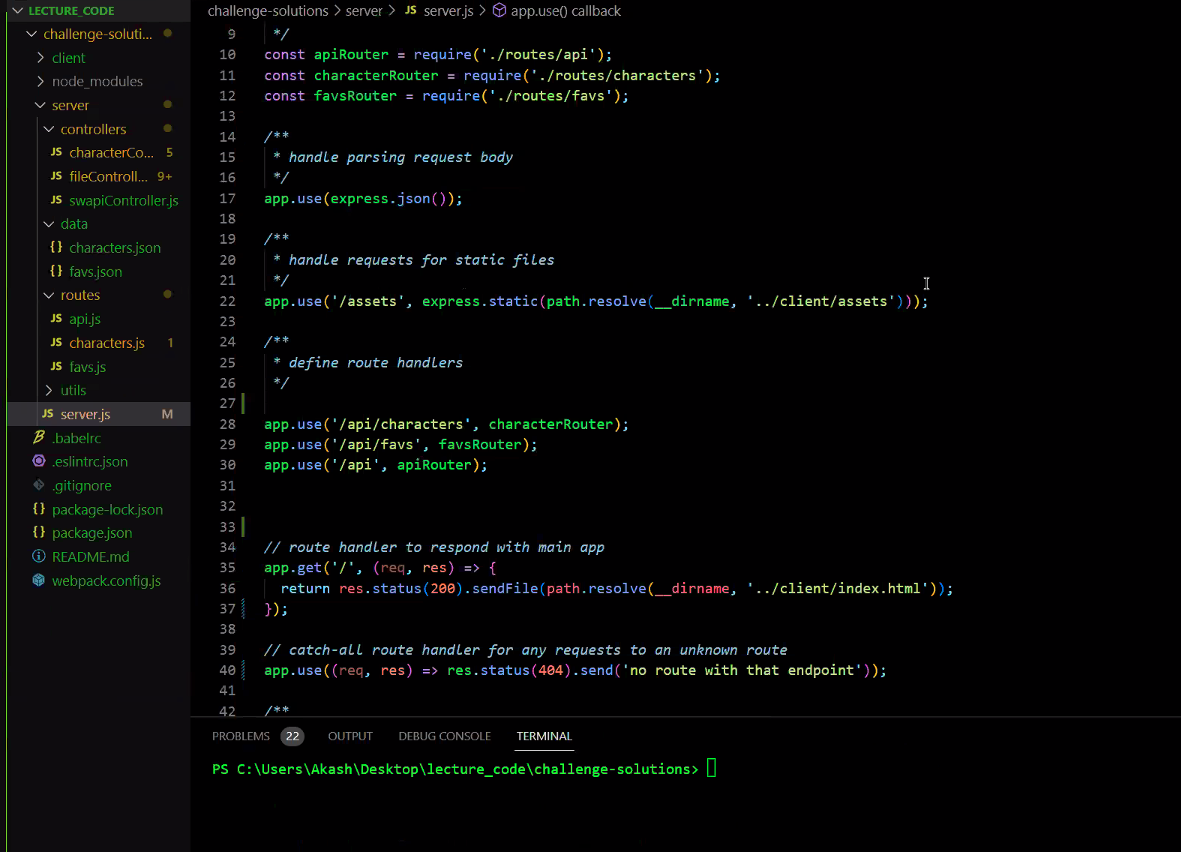 LECTURE_CODE
challenge-soluti...
client
node_modules
server
controllers
JS characterCo... 5
JS fileControll... 9+
JS swapiController.js
data
{} characters.json
{} favs.json
routes
JS api.js
JS characters.js 1
JS favs.js
utils
JS server.js M
.babelrc
.eslintrc.json
.gitignore
{} package-lock.json
{} package.json
README.md
webpack.config.js
challenge-solutions > server > JS server.js > app.use() callback
9 */
10 const apiRouter = require('./routes/api');
11 const characterRouter = require('./routes/characters');
12 const favsRouter = require('./routes/favs');
13
14 /**
15 * handle parsing request body
16 */
17 app.use(express.json());
18
19 /**
20 * handle requests for static files
21 */
22 app.use('/assets', express.static(path.resolve(__dirname, '../client/assets')));
23
24 /**
25 * define route handlers
26 */
27
28 app.use('/api/characters', characterRouter);
29 app.use('/api/favs', favsRouter);
30 app.use('/api', apiRouter);
31
32
33
34 // route handler to respond with main app
35 app.get('/', (req, res) => {
36 return res.status(200).sendFile(path.resolve(__dirname, '../client/index.html'));
37 });
38
39 // catch-all route handler for any requests to an unknown route
40 app.use((req, res) => res.status(404).send('no route with that endpoint'));
41
42 /**
PROBLEMS 22 OUTPUT DEBUG CONSOLE TERMINAL
PS C:\Users\Akash\Desktop\lecture_code\challenge-solutions>